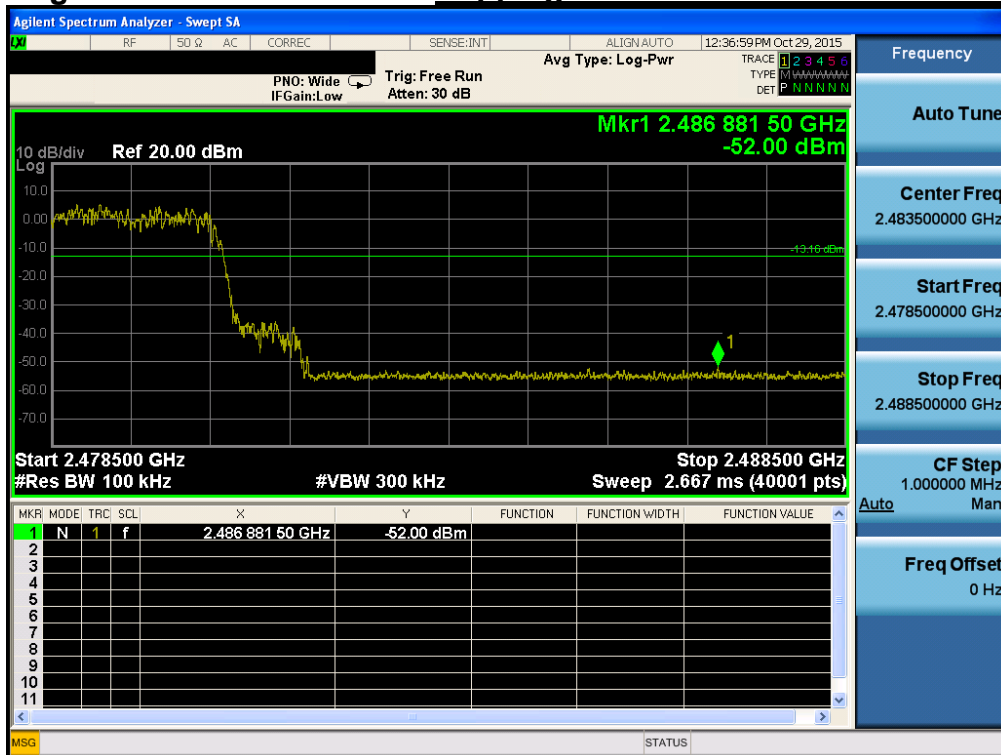 Agilent Spectrum Analyzer - Swept SA
LXI RF 50 Ω AC CORREC SENSE:INT ALIGN AUTO 12:36:59 PM Oct 29, 2015
Frequency
Avg Type: Log-Pwr
TRACE 1 2 3 4 5 6
TYPE M
DET P N N N N N
PNO: Wide
IFGain:Low
Trig: Free Run
Atten: 30 dB
Auto Tune
Mkr1 2.486 881 50 GHz
-52.00 dBm
10 dB/div Ref 20.00 dBm
Log
10.0
0.00
-10.0
-20.0
-30.0
-40.0
-50.0
-60.0
-70.0
-13.16 dBm
1
Center Freq
2.483500000 GHz
Start Freq
2.478500000 GHz
Stop Freq
2.488500000 GHz
Start 2.478500 GHz Stop 2.488500 GHz
#Res BW 100 kHz #VBW 300 kHz Sweep 2.667 ms (40001 pts)
CF Step
1.000000 MHz
Auto Man
MKR MODE TRC SCL X Y FUNCTION FUNCTION WIDTH FUNCTION VALUE
1 N 1 f 2.486 881 50 GHz -52.00 dBm
2
3
4
5
6
7
8
9
10
11
Freq Offset
0 Hz
MSG STATUS